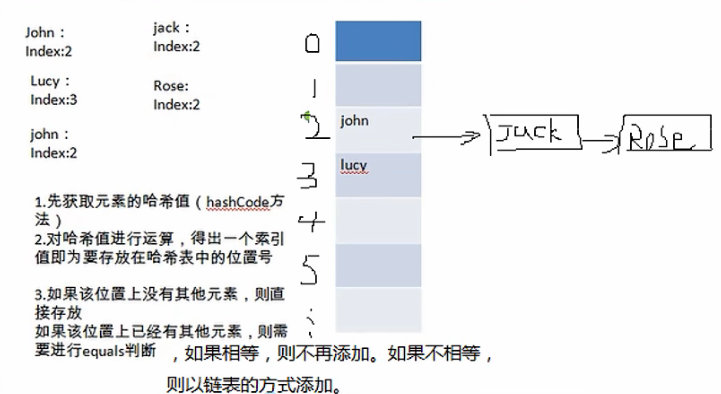 John：
Index:2
jack：
Index:2
Lucy：
Index:3
Rose:
Index:2
john：
Index:2
1.先获取元素的哈希值（hashCode方
法）
2.对哈希值进行运算，得出一个索引
值即为要存放在哈希表中的位置号
3.如果该位置上没有其他元素，则直
接存放
如果该位置上已经有其他元素，则需
要进行equals判断 ，如果相等，则不再添加。如果不相等，
则以链表的方式添加。
0
1
2 john Jack Rose
3 lucy
4
5